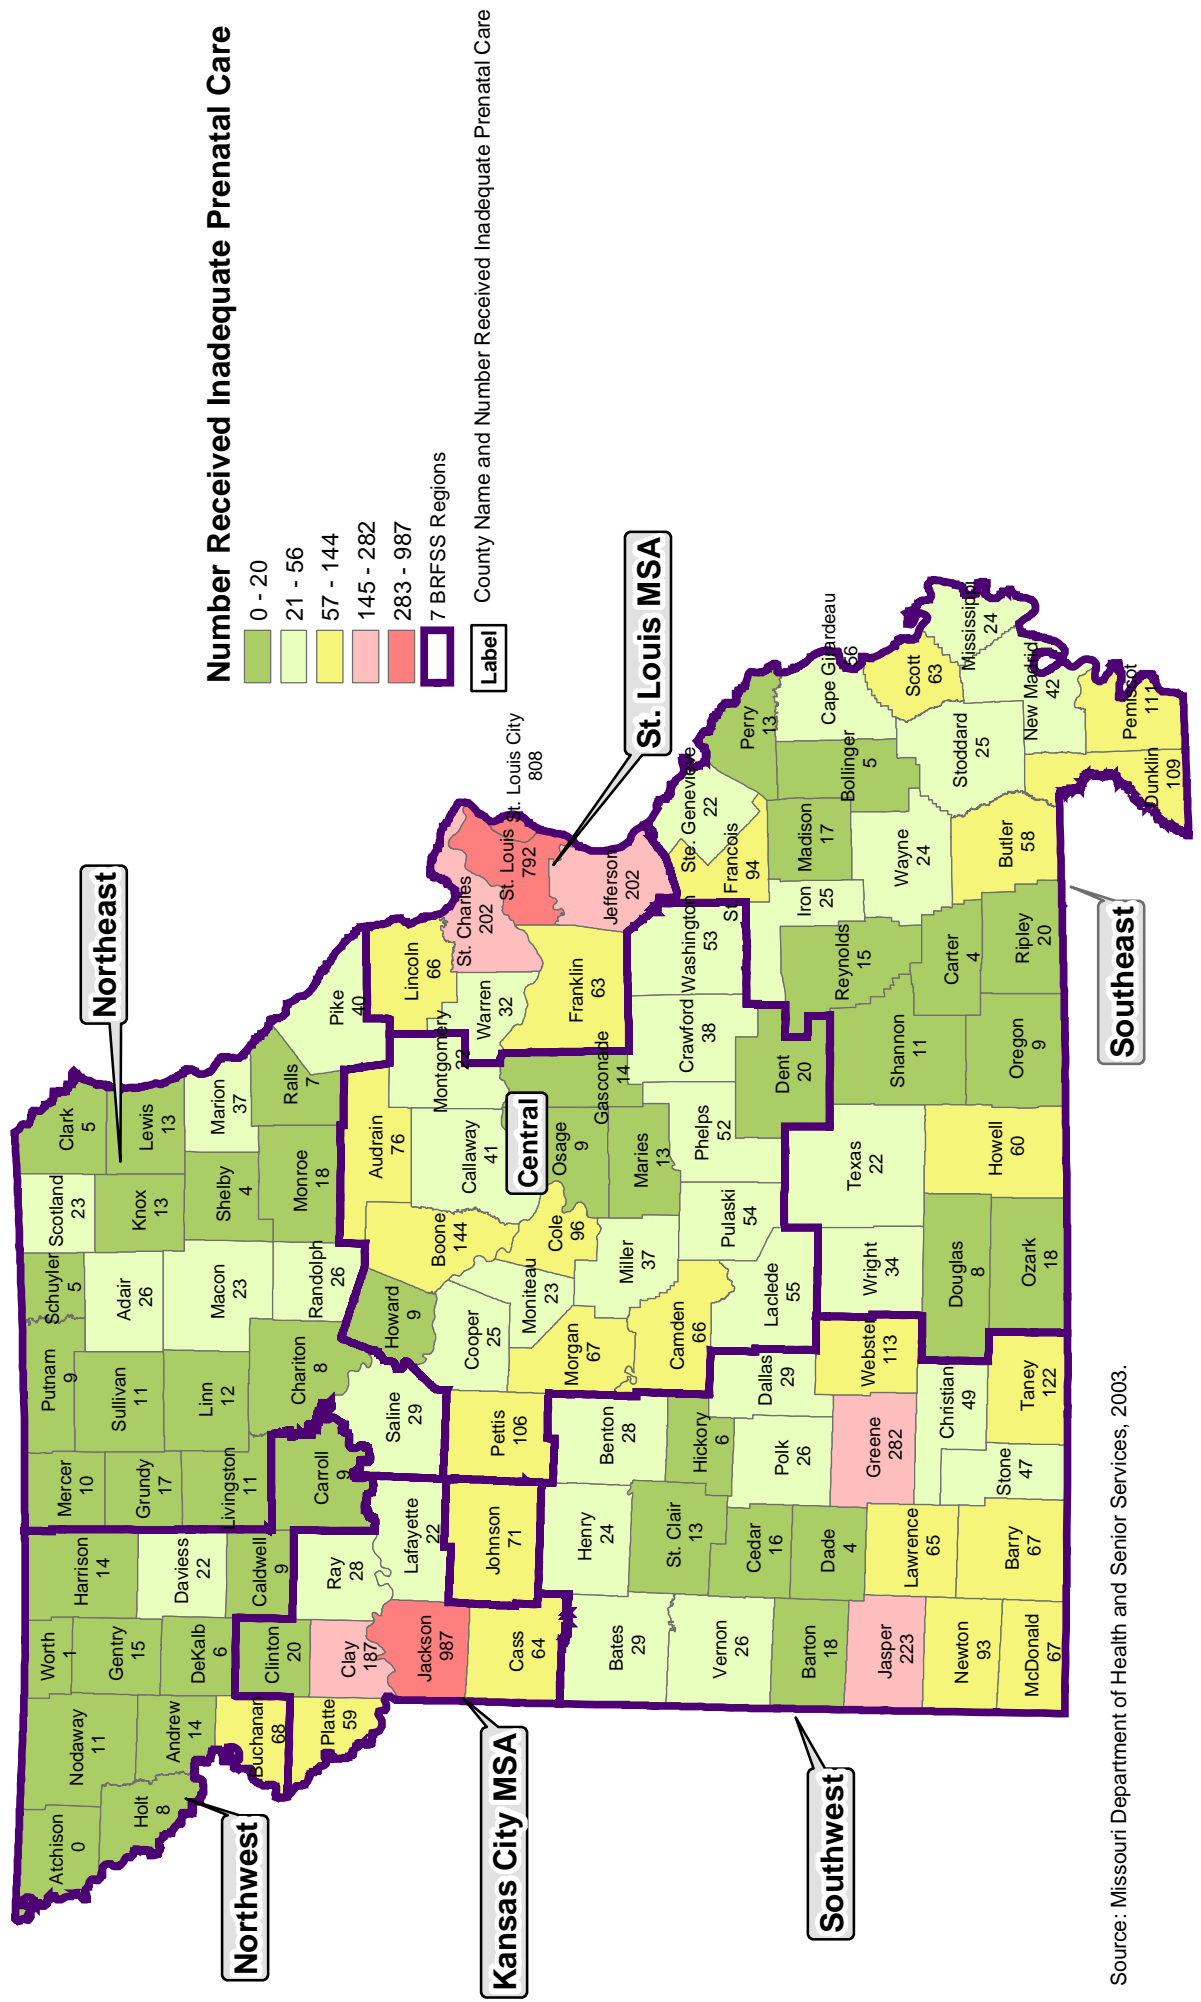 Number Received Inadequate Prenatal Care
0 - 20
21 - 56
57 - 144
145 - 282
283 - 987
7 BRFSS Regions
Label
County Name and Number Received Inadequate Prenatal Care
Northwest
Northeast
Kansas City MSA
Central
St. Louis MSA
Southwest
Southeast
Atchison
0
Nodaway
11
Worth
1
Harrison
14
Mercer
10
Putnam
9
Schuyler
5
Scotland
23
Clark
5
Holt
8
Andrew
14
Gentry
15
DeKalb
6
Daviess
22
Grundy
17
Sullivan
11
Adair
26
Knox
13
Lewis
13
Buchanan
68
Clinton
20
Caldwell
9
Livingston
11
Linn
12
Macon
23
Shelby
4
Marion
37
Platte
59
Clay
187
Ray
28
Carroll
9
Chariton
8
Randolph
26
Monroe
18
Ralls
7
Pike
40
Jackson
987
Lafayette
22
Saline
29
Howard
9
Boone
144
Audrain
76
Callaway
41
Montgomery
22
Lincoln
66
Warren
32
St. Charles
202
St. Louis
792
St. Louis City
808
Cass
64
Johnson
71
Pettis
106
Cooper
25
Moniteau
23
Cole
96
Osage
9
Gasconade
14
Franklin
63
Jefferson
202
Bates
29
Henry
24
Benton
28
Morgan
67
Miller
37
Maries
13
Crawford
38
Washington
53
Ste. Genevieve
22
St. Francois
94
Perry
13
Vernon
26
St. Clair
13
Hickory
6
Camden
66
Pulaski
54
Phelps
52
Dent
20
Iron
25
Madison
17
Bollinger
5
Cape Girardeau
56
Barton
18
Cedar
16
Dade
4
Polk
26
Dallas
29
Laclede
55
Texas
22
Reynolds
15
Wayne
24
Stoddard
25
Scott
63
Mississippi
24
Jasper
223
Lawrence
65
Greene
282
Webster
113
Wright
34
Shannon
11
Carter
4
Butler
58
New Madrid
42
Newton
93
Christian
49
Douglas
8
Howell
60
Oregon
9
Ripley
20
Dunklin
109
Pemiscot
111
McDonald
67
Barry
67
Stone
47
Taney
122
Ozark
18
Source: Missouri Department of Health and Senior Services, 2003.